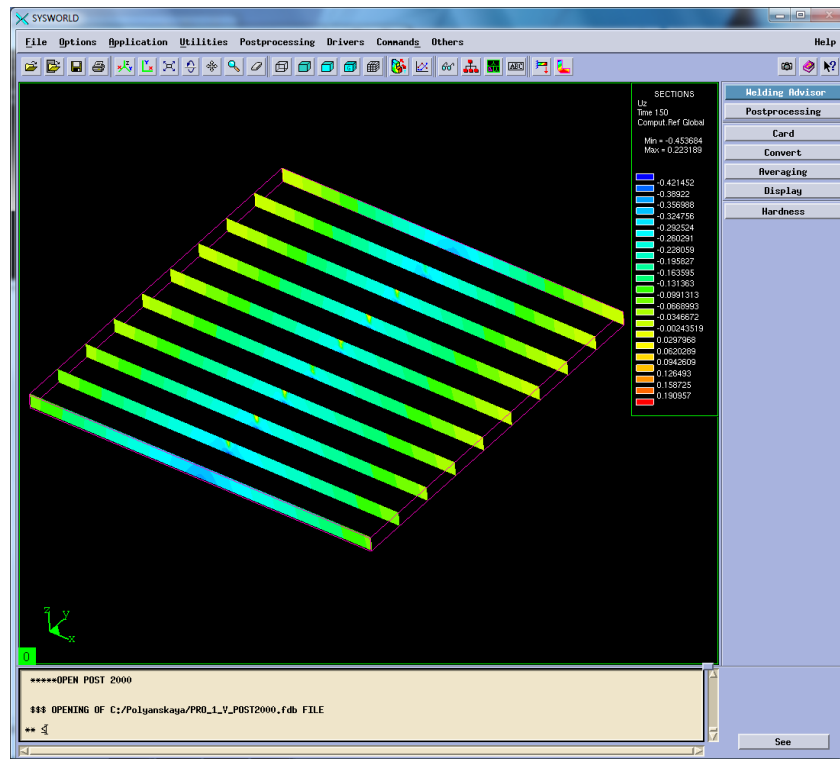 SYSWORLD
File Options Application Utilities Postprocessing Drivers Commands Others Help
ABC
SECTIONS
Uz
Time 150
Comput.Ref Global
Min = -0.453684
Max = 0.223189
-0.421452
-0.38922
-0.356988
-0.324756
-0.292524
-0.260291
-0.228059
-0.195827
-0.163595
-0.131363
-0.0991313
-0.0668993
-0.0346672
-0.00243519
0.0297968
0.0620289
0.0942609
0.126493
0.158725
0.190957
Welding Advisor
Postprocessing
Card
Convert
Averaging
Display
Hardness
z
y
x
0
*****OPEN POST 2000
$$$ OPENING OF C:/Polyanskaya/PRO_1_V_POST2000.fdb FILE
**
See